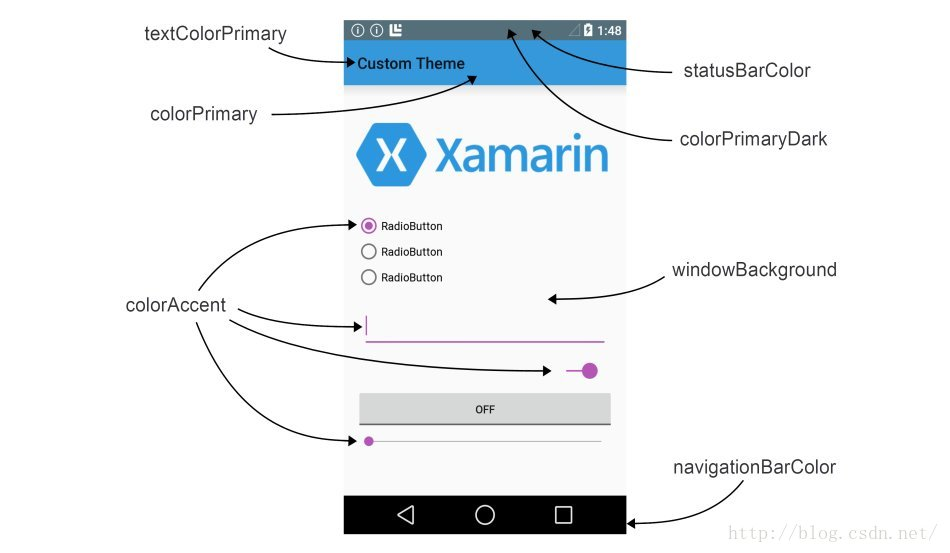 textColorPrimary
1:48
Custom Theme
statusBarColor
colorPrimary
colorPrimaryDark
X Xamarin
RadioButton
RadioButton
RadioButton
windowBackground
colorAccent
OFF
navigationBarColor
http://blog.csdn.net/